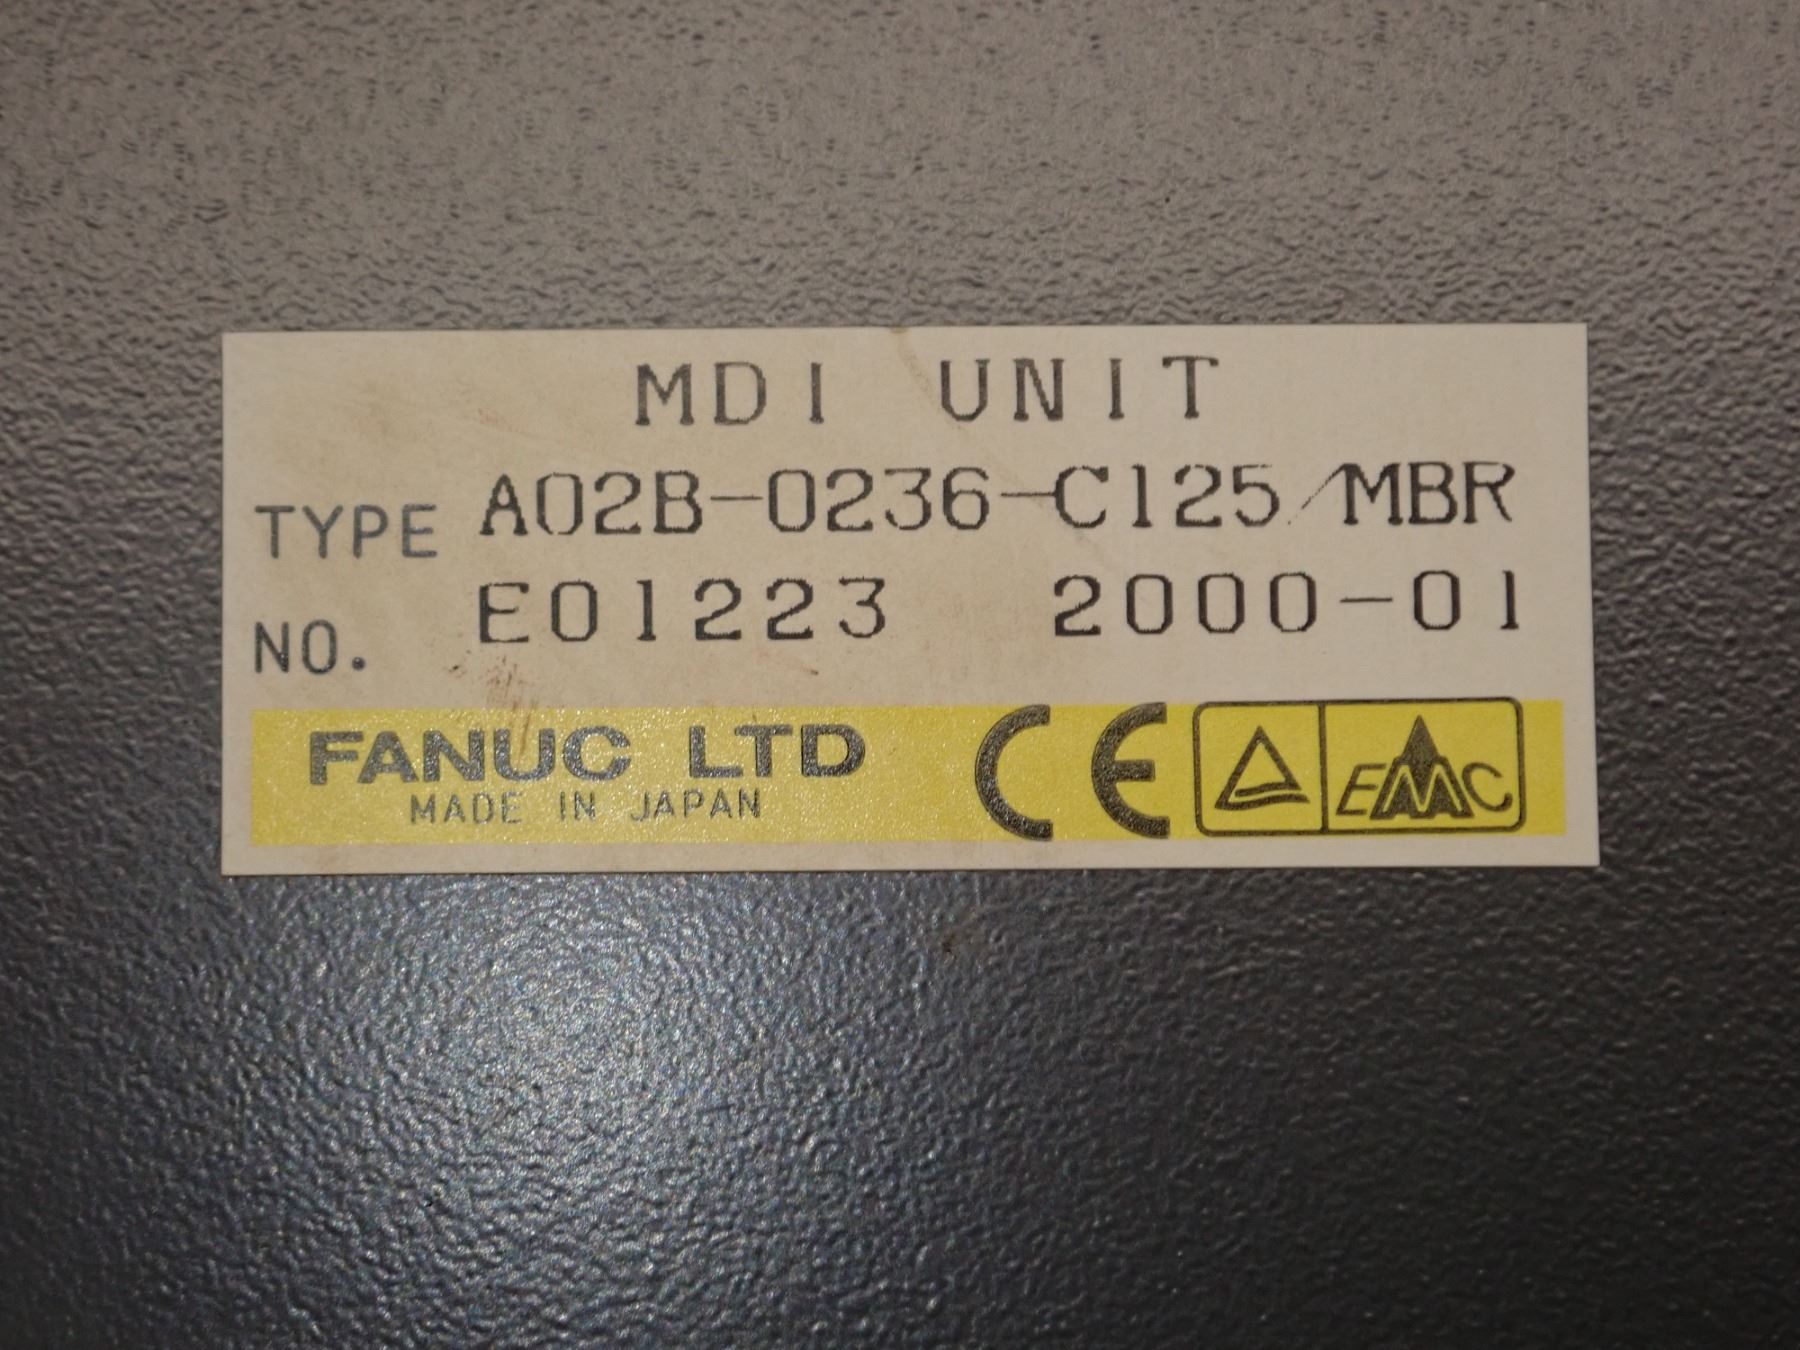 MDI UNIT
TYPE A02B-0236-C125/MBR
NO. E01223 2000-01
FANUC LTD CE EMC
MADE IN JAPAN